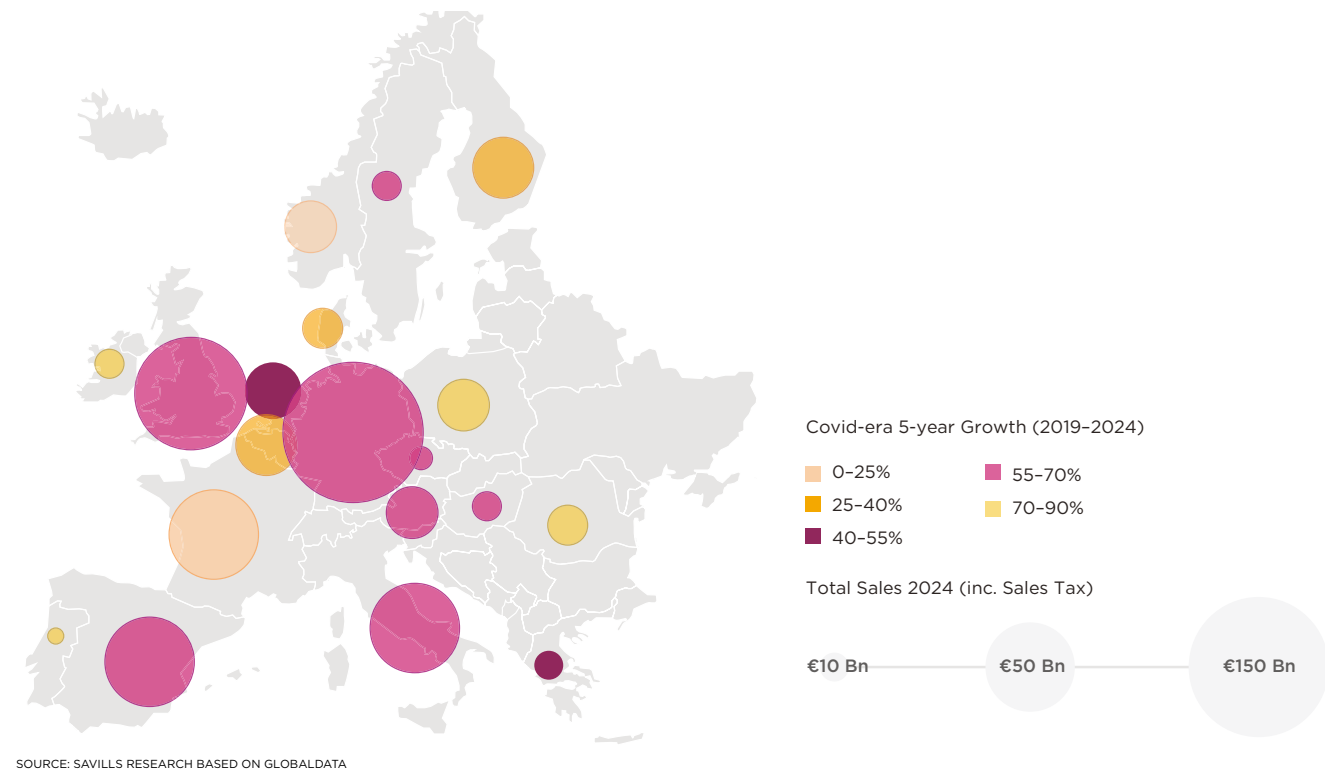 Covid-era 5-year Growth (2019–2024)
0–25%
25–40%
40–55%
55–70%
70–90%
Total Sales 2024 (inc. Sales Tax)
€10 Bn
€50 Bn
€150 Bn
SOURCE: SAVILLS RESEARCH BASED ON GLOBALDATA